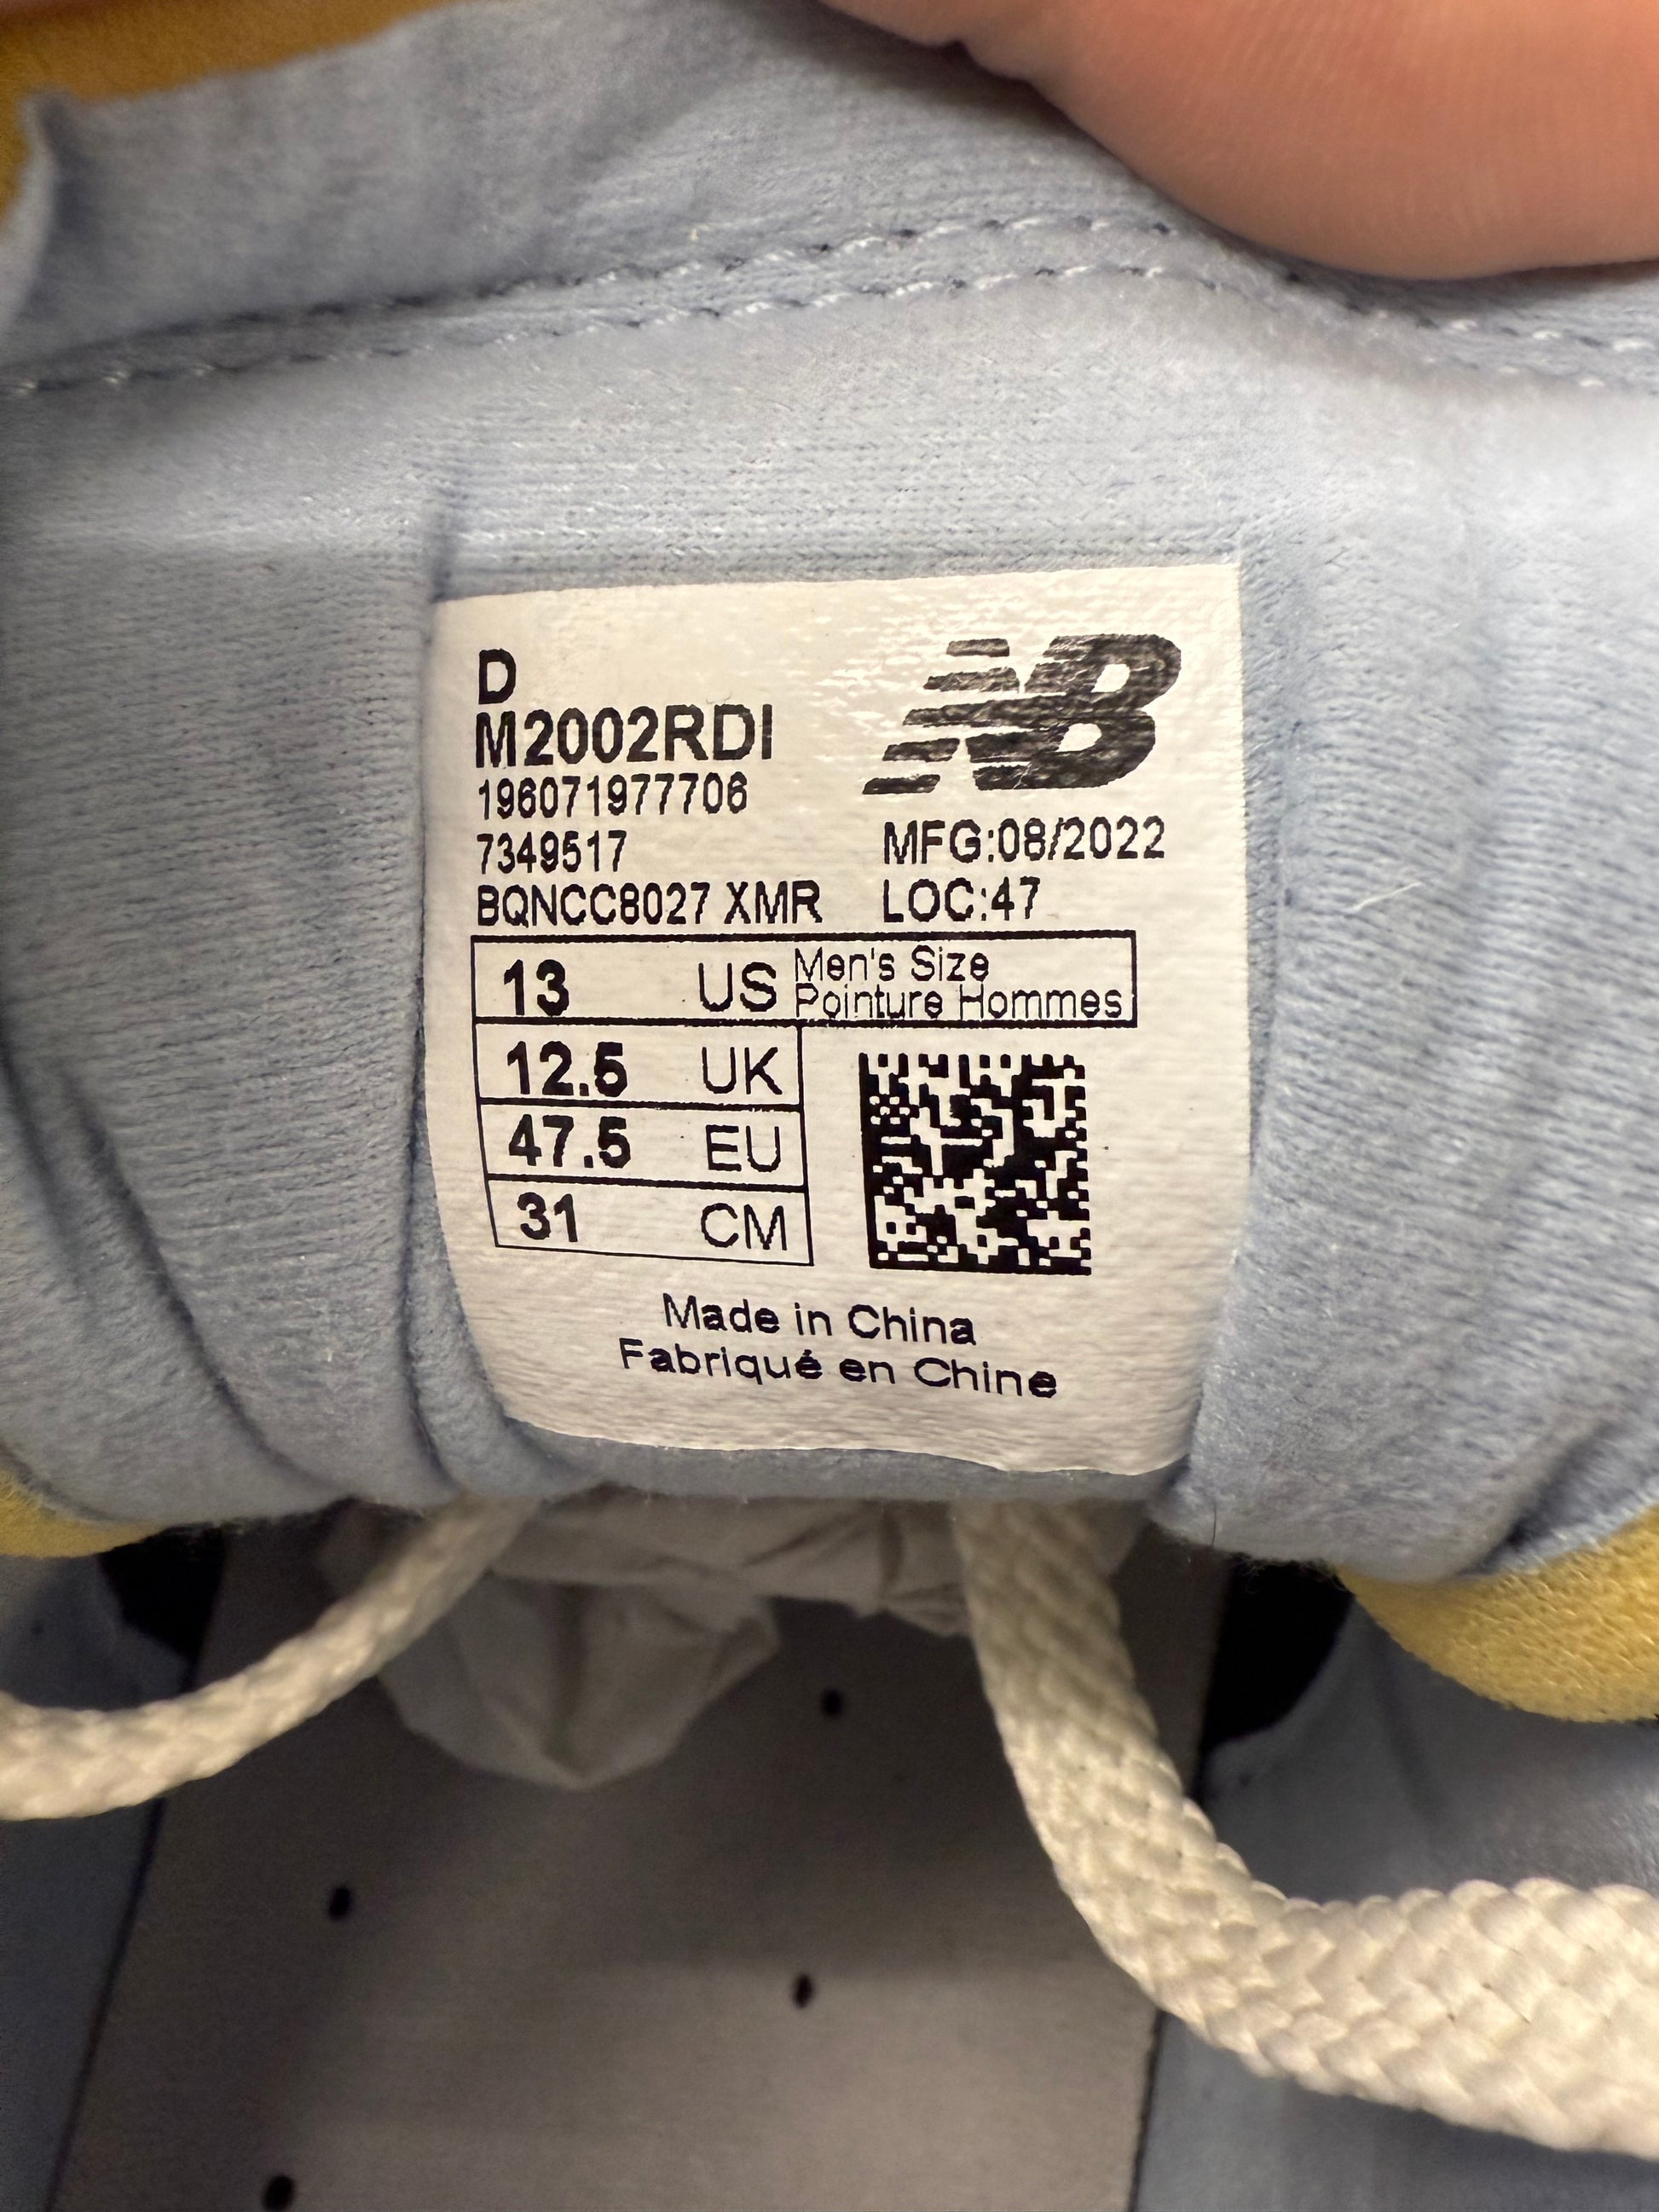 D
M2002RDI
196071977706
7349517
BQNCC8027 XMR
NB
MFG:08/2022
LOC:47
13 US Men's Size
Pointure Hommes
12.5 UK
47.5 EU
31 CM
Made in China
Fabriqué en Chine